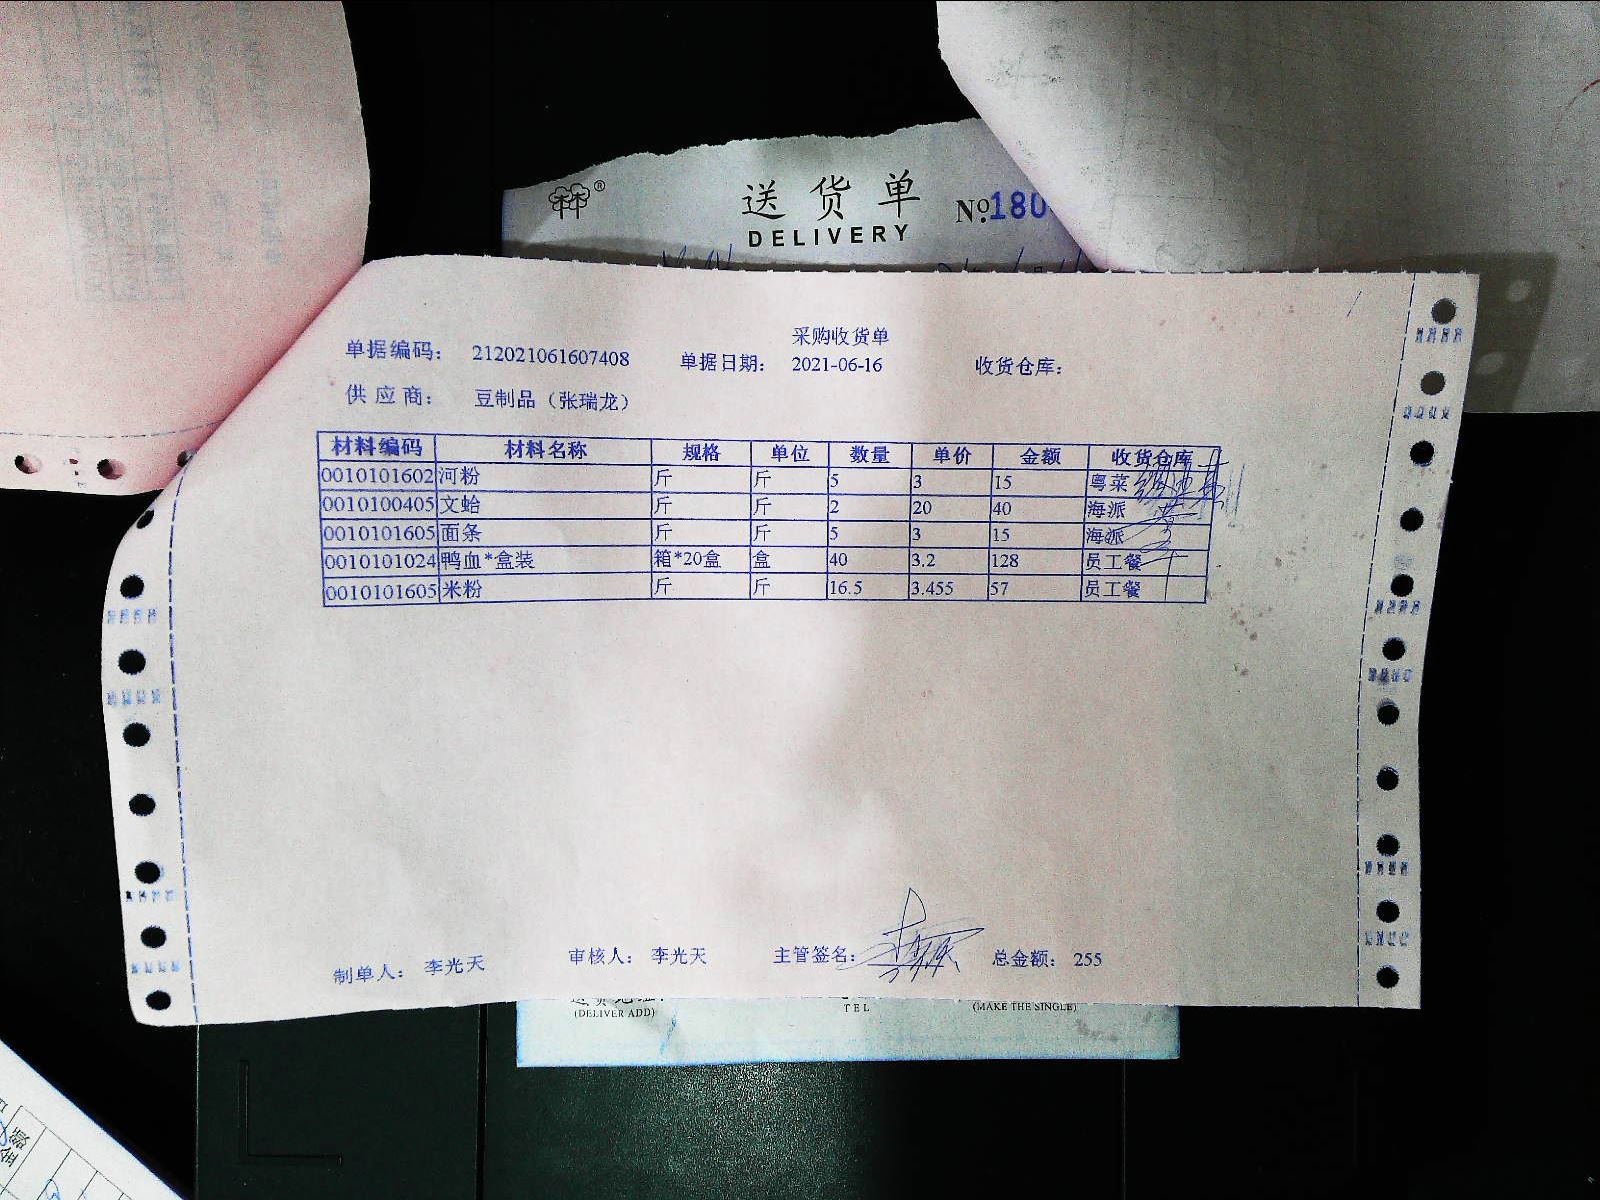 送货单
№180
DELIVERY
采购收货单
单据编码： 212021061607408 单据日期： 2021-06-16 收货仓库：
供应商： 豆制品（张瑞龙）
材料编码 材料名称 规格 单位 数量 单价 金额 收货仓库
0010101602 河粉 斤 斤 5 3 15 粤菜
0010100405 文蛤 斤 斤 2 20 40 海派
0010101605 面条 斤 斤 5 3 15 海派
0010101024 鸭血*盒装 箱*20盒 盒 40 3.2 128 员工餐
0010101605 米粉 斤 斤 16.5 3.455 57 员工餐
制单人： 李光天 审核人： 李光天 主管签名： 总金额： 255
(DELIVER ADD) TEL (MAKE THE SINGLE)